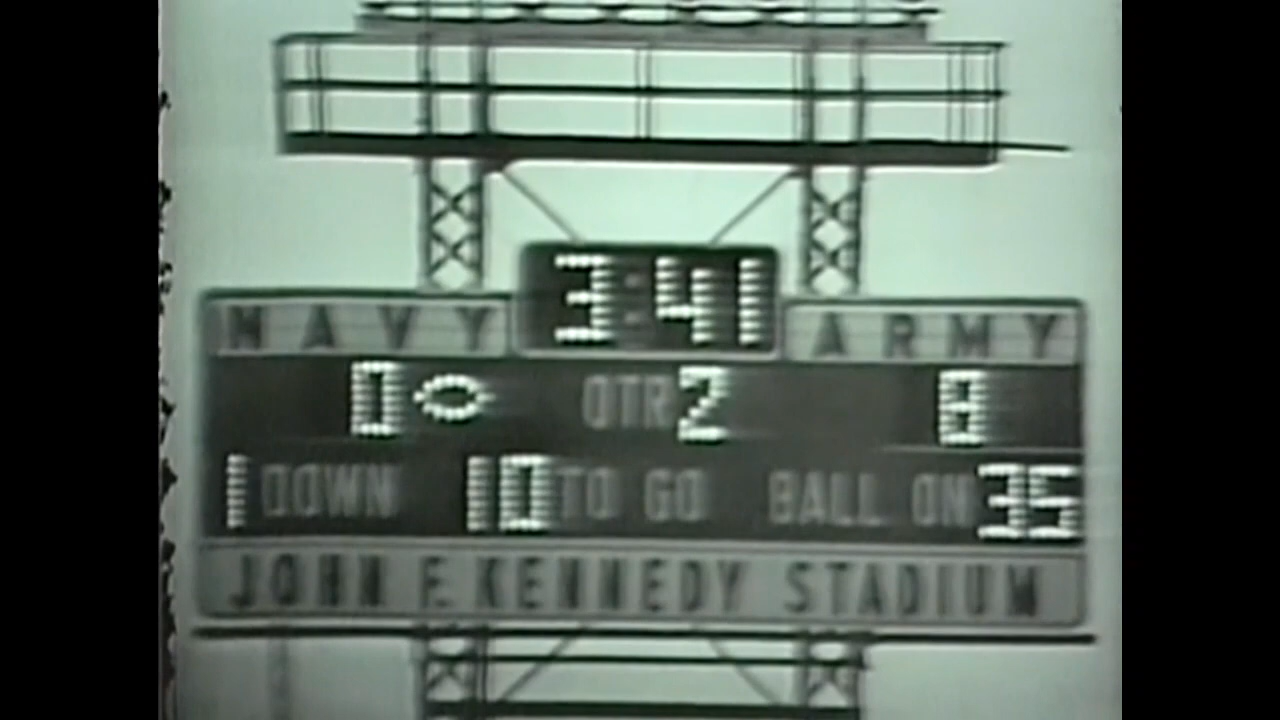 3:41
NAVY ARMY
0 QTR 2 8
1 DOWN 10 TO GO BALL ON 35
JOHN F. KENNEDY STADIUM